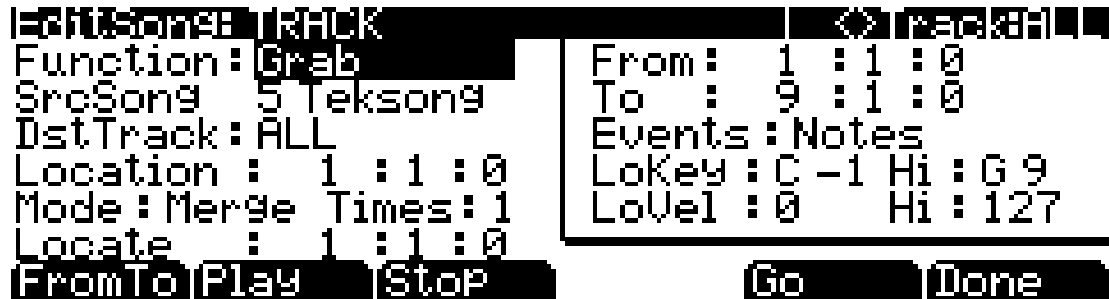 EditSong:TRACK <>Track:ALL
Function:Grab
SrcSong 5 Teksong
DstTrack:ALL
Location : 1 :1 :0
Mode:Merge Times:1
Locate : 1 :1 :0
From: 1 :1 :0
To : 9 :1 :0
Events:Notes
LoKey:C -1 Hi:G 9
LoVel :0 Hi:127
FromTo Play Stop Go Done